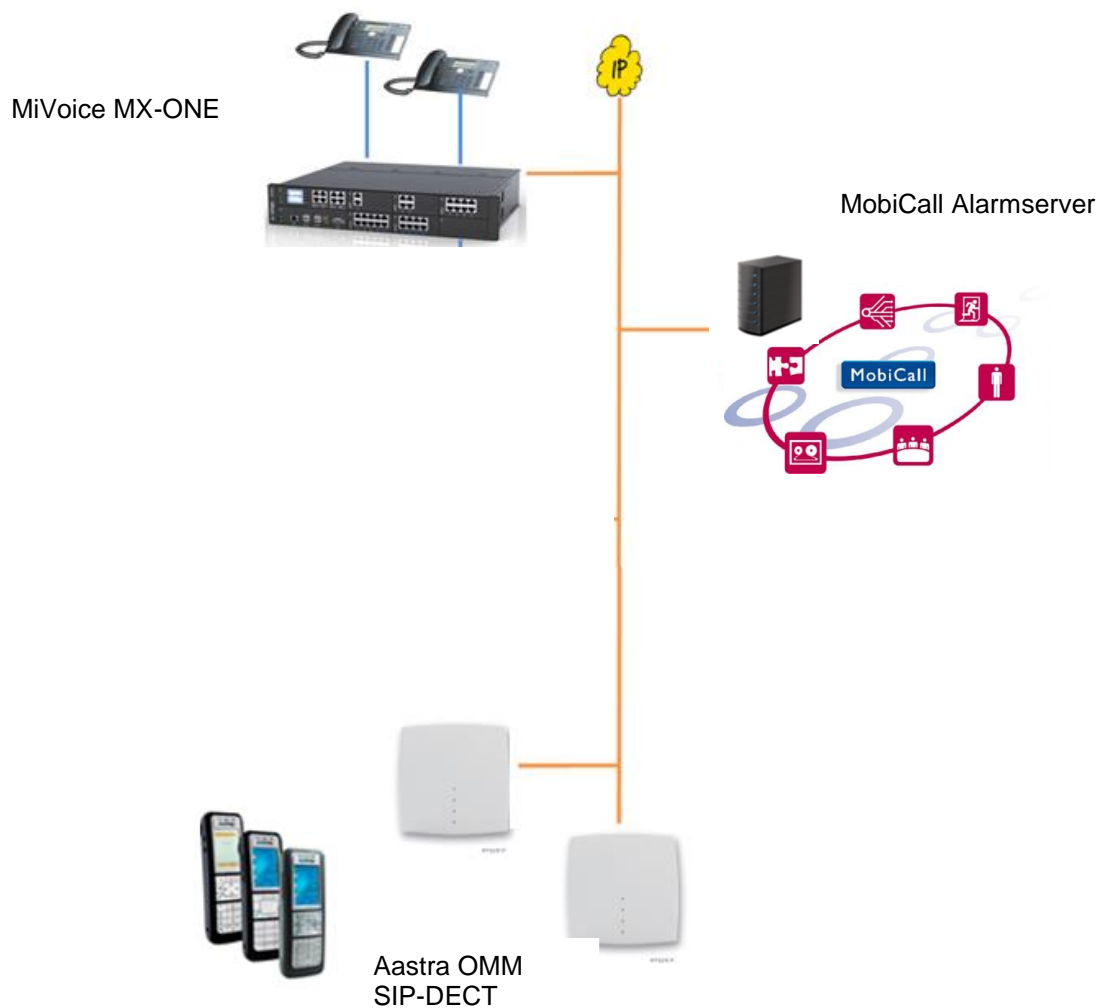 IP
MiVoice MX-ONE
MobiCall Alarmserver
MobiCall
Aastra OMM
SIP-DECT